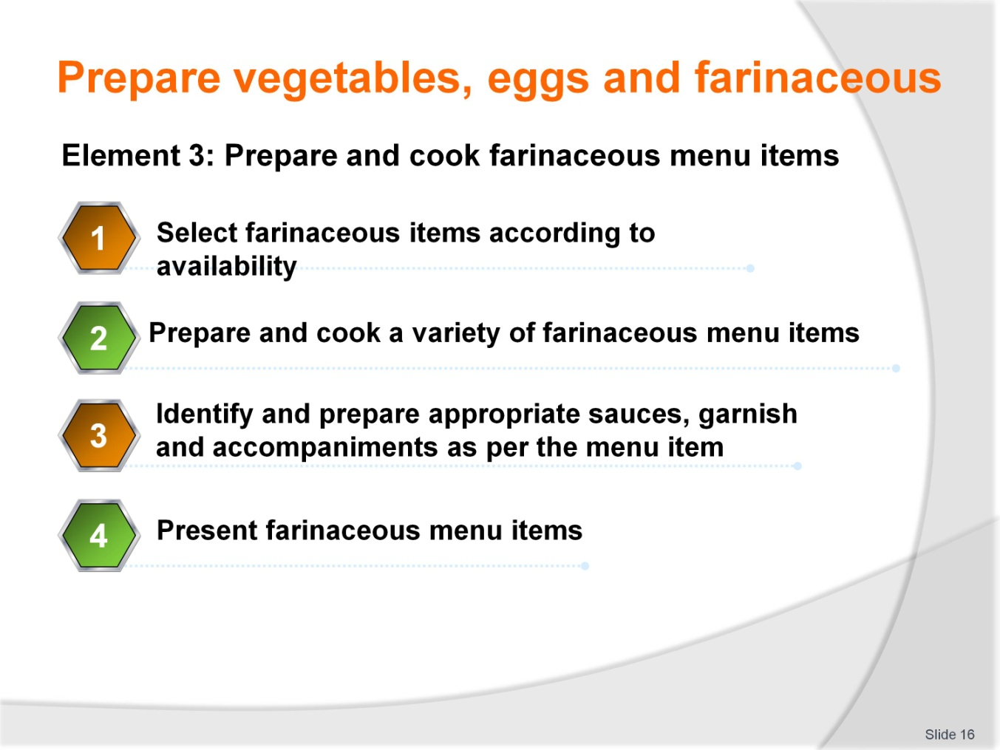 Prepare vegetables, eggs and farinaceous
Element 3: Prepare and cook farinaceous menu items
1
Select farinaceous items according to
availability
2
Prepare and cook a variety of farinaceous menu items
3
Identify and prepare appropriate sauces, garnish
and accompaniments as per the menu item
4
Present farinaceous menu items
Slide 16